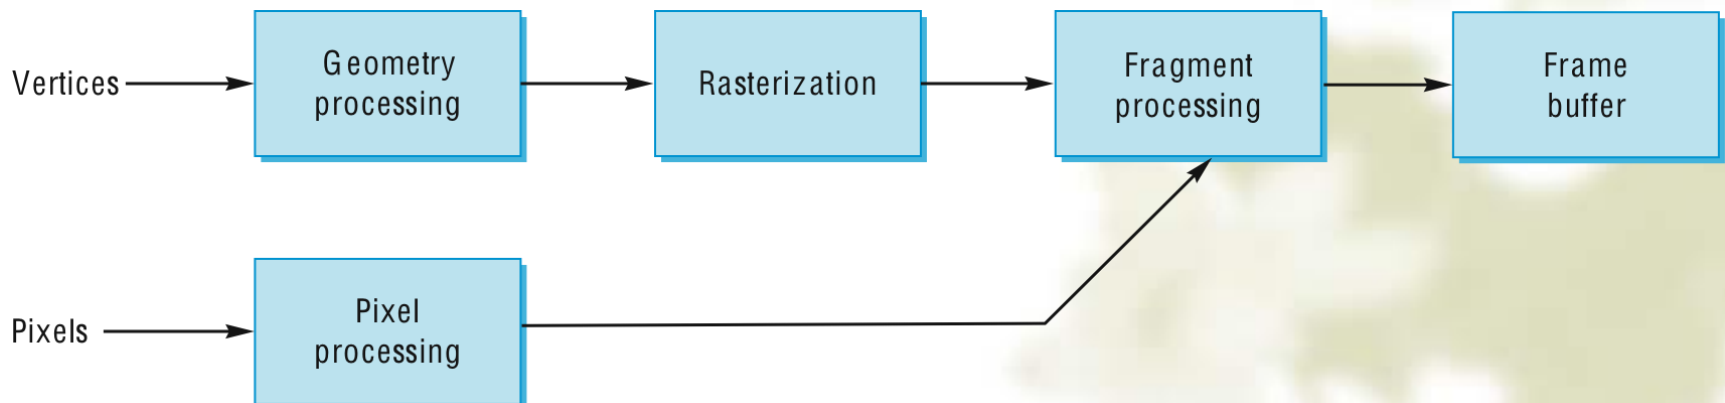 Vertices
Geometry
processing
Rasterization
Fragment
processing
Frame
buffer
Pixels
Pixel
processing